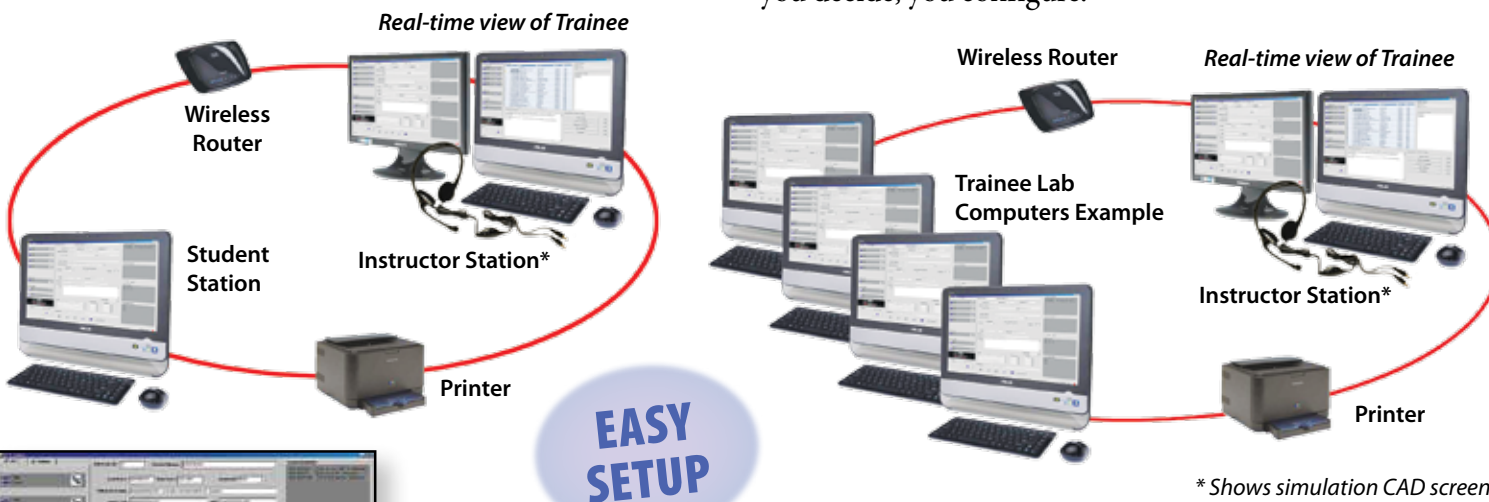 you decide, you configure.
Real-time view of Trainee
Wireless
Router
Student
Station
Instructor Station*
Printer
Wireless Router
Real-time view of Trainee
Trainee Lab
Computers Example
Instructor Station*
Printer
EASY
SETUP
* Shows simulation CAD screen